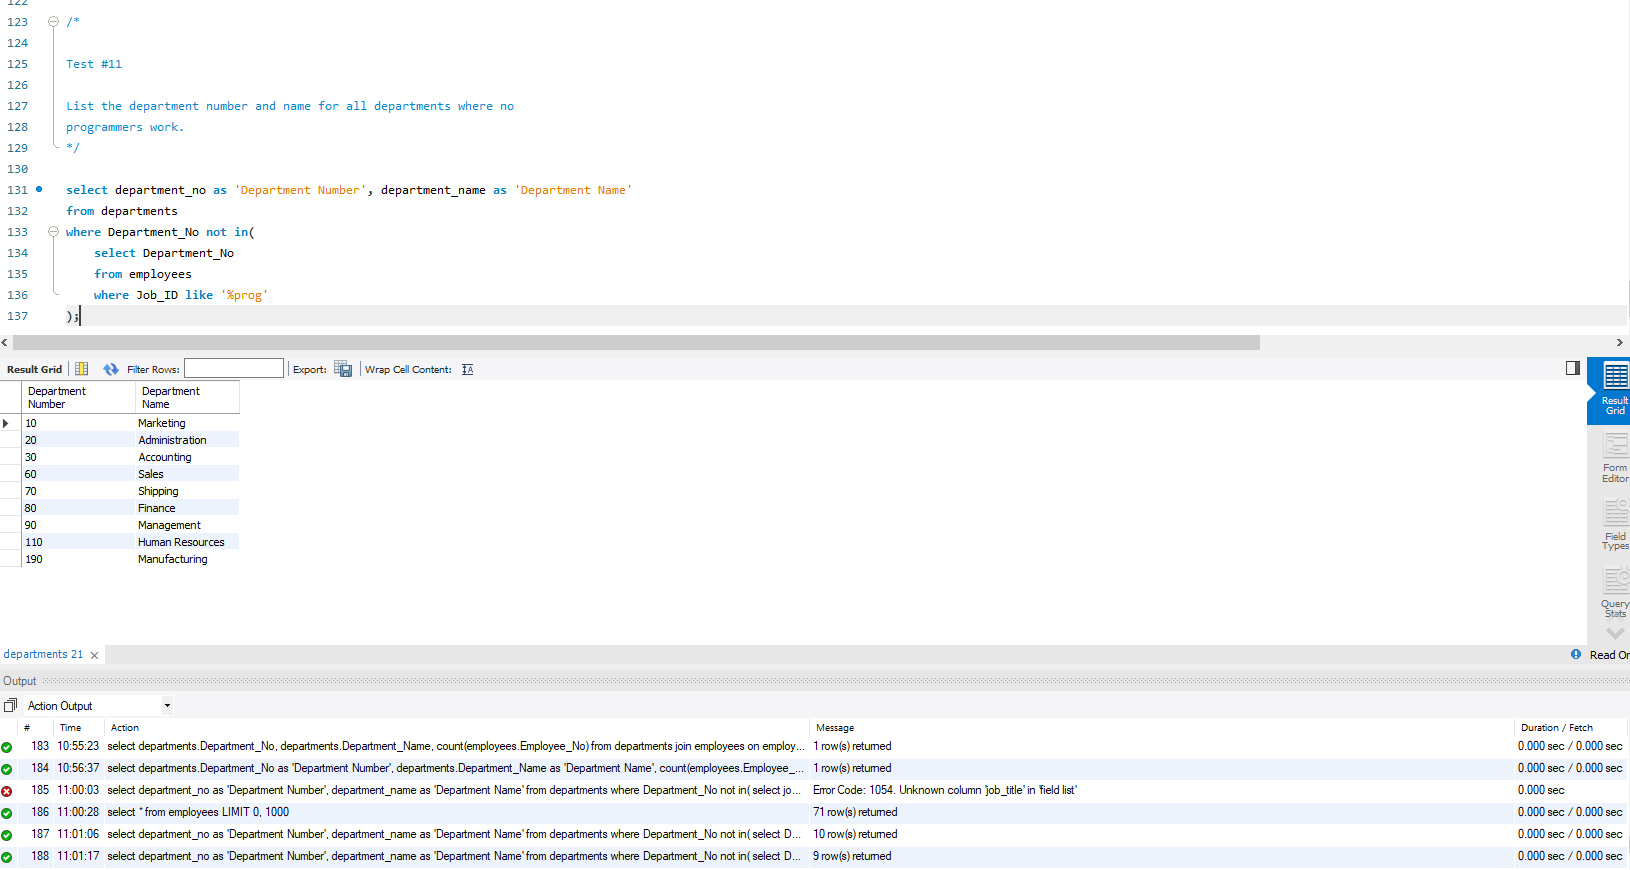 122
123 /*
124
125 Test #11
126
127 List the department number and name for all departments where no
128 programmers work.
129 */
130
131 select department_no as 'Department Number', department_name as 'Department Name'
132 from departments
133 where Department_No not in(
134 select Department_No
135 from employees
136 where Job_ID like '%prog'
137 );
Result Grid Filter Rows: Export: Wrap Cell Content:
Department Number Department Name
10 Marketing
20 Administration
30 Accounting
60 Sales
70 Shipping
80 Finance
90 Management
110 Human Resources
190 Manufacturing
Result Grid
Form Editor
Field Types
Query Stats
departments 21
Read On
Output
Action Output
# Time Action Message Duration / Fetch
183 10:55:23 select departments.Department_No, departments.Department_Name, count(employees.Employee_No) from departments join employees on employ... 1 row(s) returned 0.000 sec / 0.000 sec
184 10:56:37 select departments.Department_No as 'Department Number', departments.Department_Name as 'Department Name', count(employees.Employee_... 1 row(s) returned 0.000 sec / 0.000 sec
185 11:00:03 select department_no as 'Department Number', department_name as 'Department Name' from departments where Department_No not in( select jo... Error Code: 1054. Unknown column 'job_title' in 'field list' 0.000 sec
186 11:00:28 select * from employees LIMIT 0, 1000 71 row(s) returned 0.000 sec / 0.000 sec
187 11:01:06 select department_no as 'Department Number', department_name as 'Department Name' from departments where Department_No not in( select D... 10 row(s) returned 0.000 sec / 0.000 sec
188 11:01:17 select department_no as 'Department Number', department_name as 'Department Name' from departments where Department_No not in( select D... 9 row(s) returned 0.000 sec / 0.000 sec